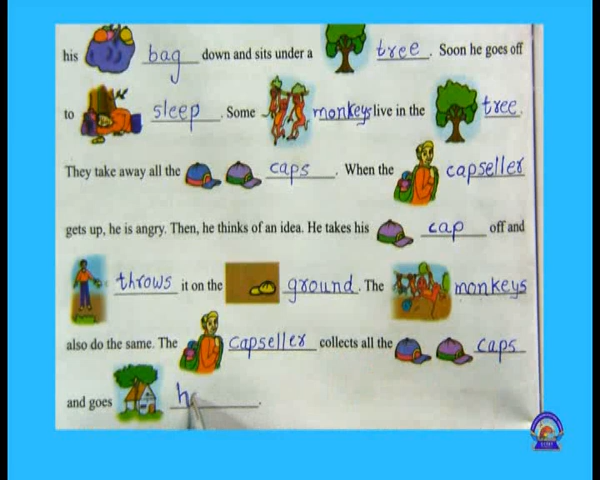 his bag down and sits under a tree. Soon he goes off
to sleep. Some monkeys live in the tree.
They take away all the caps. When the capseller
gets up, he is angry. Then, he thinks of an idea. He takes his cap off and
throws it on the ground. The monkeys
also do the same. The capseller collects all the caps
and goes h